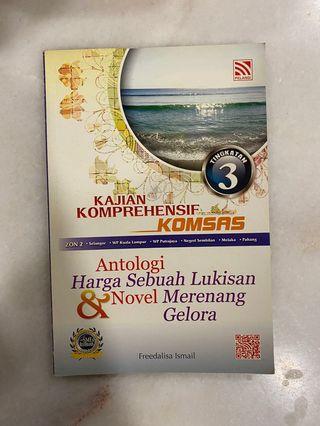 PELANGI
TINGKATAN
3
KAJIAN
KOMPREHENSIF
KOMSAS
ZON 2 • Selangor • WP Kuala Lumpur • WP Putrajaya • Negeri Sembilan • Melaka • Pahang
Antologi
Harga Sebuah Lukisan
& Novel Merenang
Gelora
Freedalisa Ismail